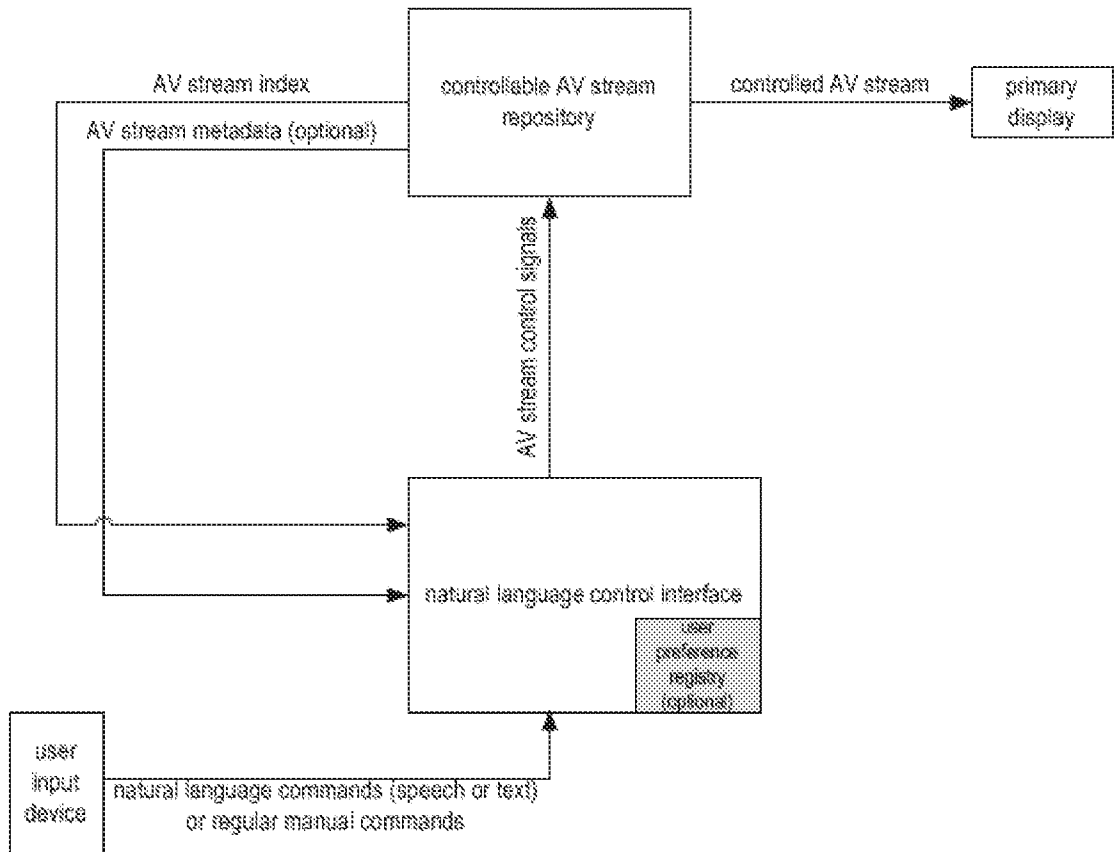 AV stream index
AV stream metadata (optional)
controllable AV stream
repository
controlled AV stream
primary
display
AV stream control signals
natural language control interface
user
preference
registry
(optional)
user
input
device
natural language commands (speech or text)
or regular manual commands